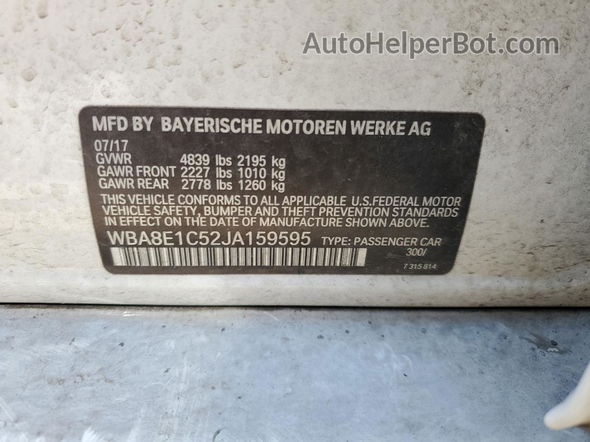 AutoHelperBot.com
MFD BY BAYERISCHE MOTOREN WERKE AG
07/17
GVWR 4839 lbs 2195 kg
GAWR FRONT 2227 lbs 1010 kg
GAWR REAR 2778 lbs 1260 kg
THIS VEHICLE CONFORMS TO ALL APPLICABLE U.S.FEDERAL MOTOR
VEHICLE SAFETY, BUMPER AND THEFT PREVENTION STANDARDS
IN EFFECT ON THE DATE OF MANUFACTURE SHOWN ABOVE.
WBA8E1C52JA159595 TYPE: PASSENGER CAR
300/
7 315 814